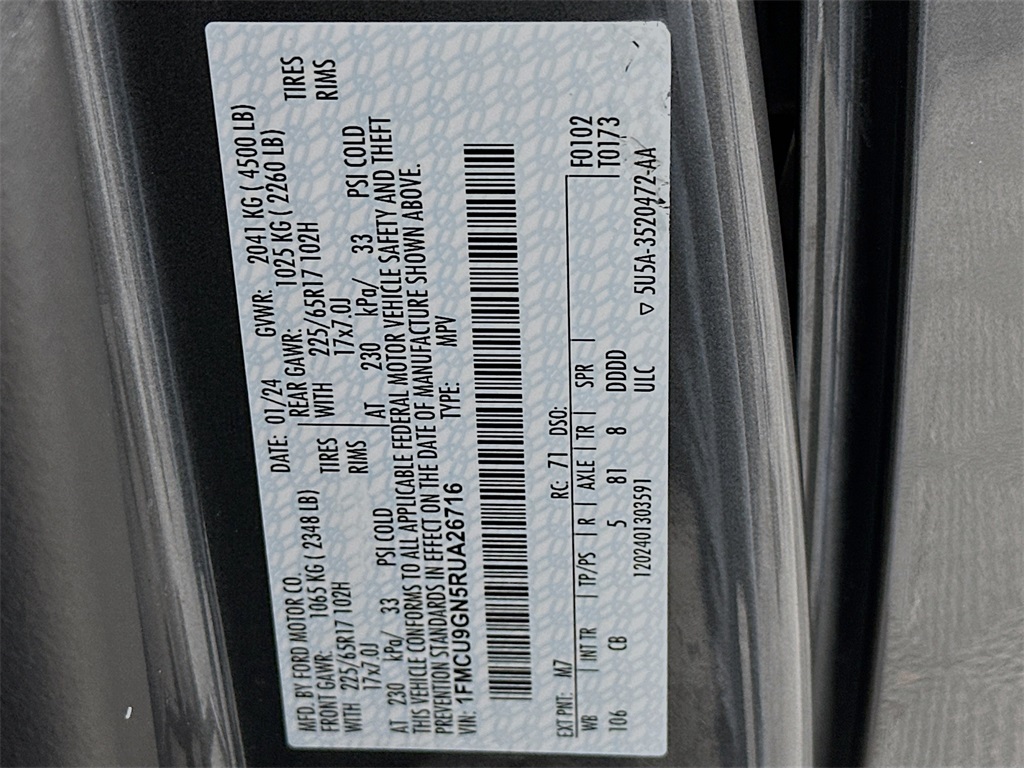 MFD. BY FORD MOTOR CO.
DATE: 01/24 GVWR: 2041 KG ( 4500 LB)
FRONT GAWR: 1065 KG ( 2348 LB) REAR GAWR: 1025 KG ( 2260 LB)
WITH 225/65R17 102H TIRES WITH 225/65R17 102H TIRES
17x7.0J RIMS 17x7.0J RIMS
AT 230 kPa/ 33 PSI COLD AT 230 kPa/ 33 PSI COLD
THIS VEHICLE CONFORMS TO ALL APPLICABLE FEDERAL MOTOR VEHICLE SAFETY AND THEFT
PREVENTION STANDARDS IN EFFECT ON THE DATE OF MANUFACTURE SHOWN ABOVE.
VIN: 1FMCU9GN5RUA26716 TYPE: MPV
EXT PNT: M7 RC: 71 DSO:
WB INT TR TP/PS R AXLE TR SPR F0102
106 CB 5 81 8 DDDD T0173
1202401303591 ULC
▽ 5U5A-3520472-AA